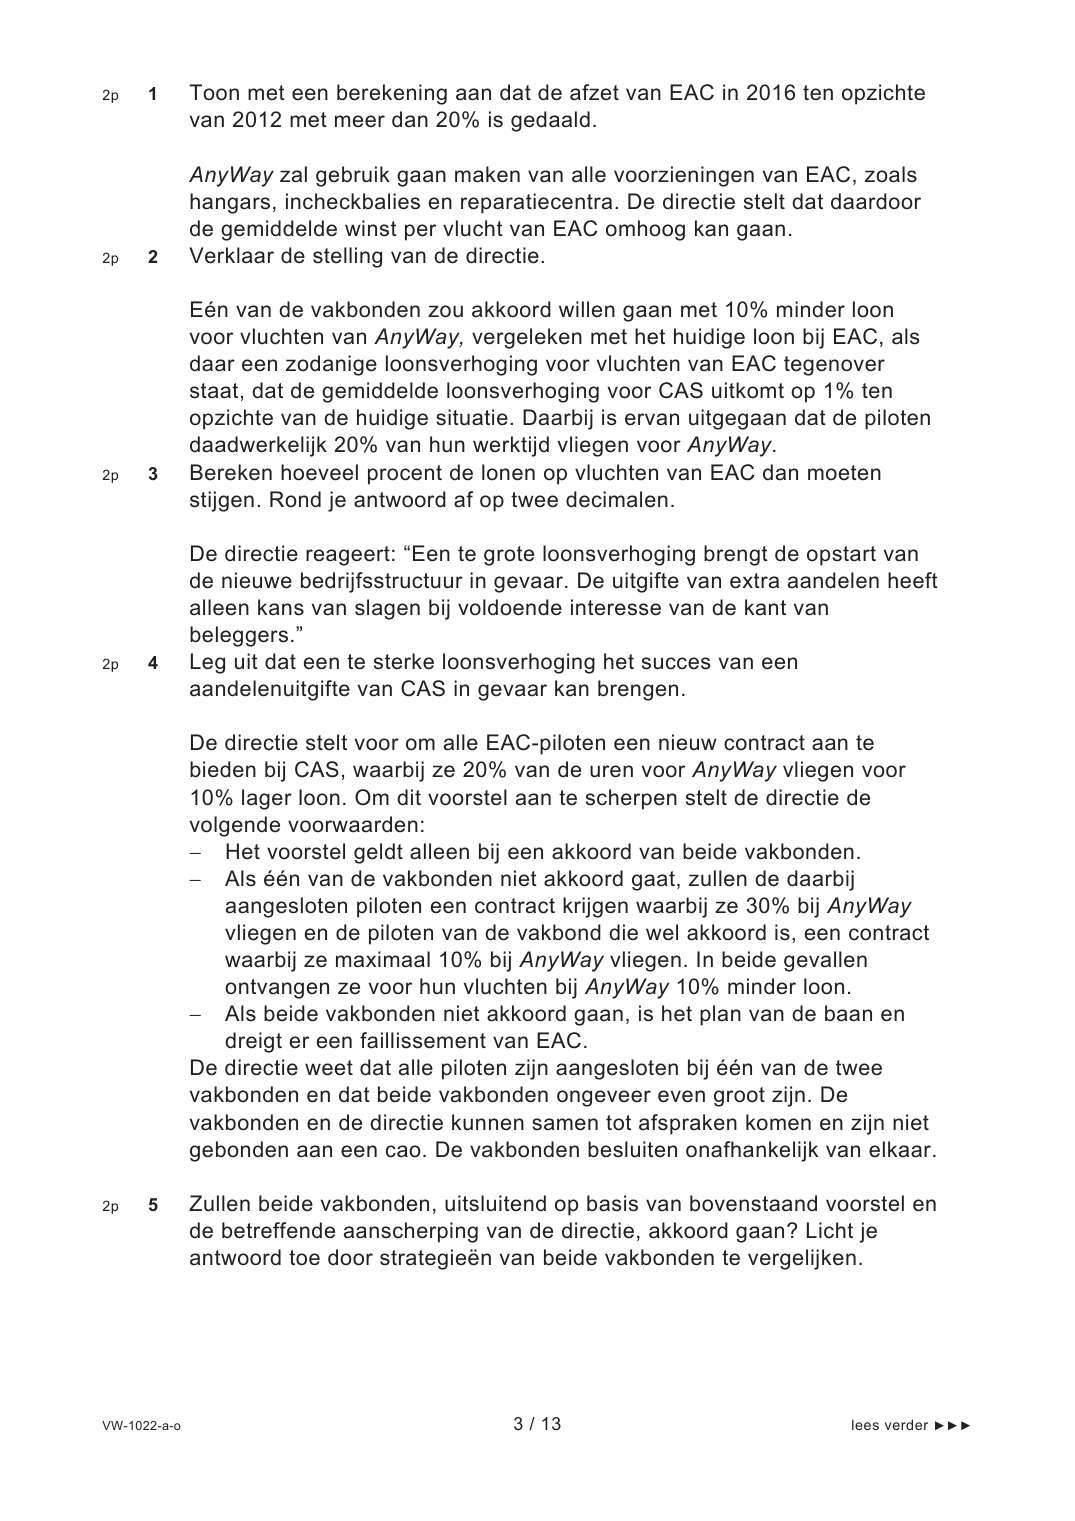 2p 1 Toon met een berekening aan dat de afzet van EAC in 2016 ten opzichte
van 2012 met meer dan 20% is gedaald.
AnyWay zal gebruik gaan maken van alle voorzieningen van EAC, zoals
hangars, incheckbalies en reparatiecentra. De directie stelt dat daardoor
de gemiddelde winst per vlucht van EAC omhoog kan gaan.
2p 2 Verklaar de stelling van de directie.
Eén van de vakbonden zou akkoord willen gaan met 10% minder loon
voor vluchten van AnyWay, vergeleken met het huidige loon bij EAC, als
daar een zodanige loonsverhoging voor vluchten van EAC tegenover
staat, dat de gemiddelde loonsverhoging voor CAS uitkomt op 1% ten
opzichte van de huidige situatie. Daarbij is ervan uitgegaan dat de piloten
daadwerkelijk 20% van hun werktijd vliegen voor AnyWay.
2p 3 Bereken hoeveel procent de lonen op vluchten van EAC dan moeten
stijgen. Rond je antwoord af op twee decimalen.
De directie reageert: “Een te grote loonsverhoging brengt de opstart van
de nieuwe bedrijfsstructuur in gevaar. De uitgifte van extra aandelen heeft
alleen kans van slagen bij voldoende interesse van de kant van
beleggers.”
2p 4 Leg uit dat een te sterke loonsverhoging het succes van een
aandelenuitgifte van CAS in gevaar kan brengen.
De directie stelt voor om alle EAC-piloten een nieuw contract aan te
bieden bij CAS, waarbij ze 20% van de uren voor AnyWay vliegen voor
10% lager loon. Om dit voorstel aan te scherpen stelt de directie de
volgende voorwaarden:
– Het voorstel geldt alleen bij een akkoord van beide vakbonden.
– Als één van de vakbonden niet akkoord gaat, zullen de daarbij
aangesloten piloten een contract krijgen waarbij ze 30% bij AnyWay
vliegen en de piloten van de vakbond die wel akkoord is, een contract
waarbij ze maximaal 10% bij AnyWay vliegen. In beide gevallen
ontvangen ze voor hun vluchten bij AnyWay 10% minder loon.
– Als beide vakbonden niet akkoord gaan, is het plan van de baan en
dreigt er een faillissement van EAC.
De directie weet dat alle piloten zijn aangesloten bij één van de twee
vakbonden en dat beide vakbonden ongeveer even groot zijn. De
vakbonden en de directie kunnen samen tot afspraken komen en zijn niet
gebonden aan een cao. De vakbonden besluiten onafhankelijk van elkaar.
2p 5 Zullen beide vakbonden, uitsluitend op basis van bovenstaand voorstel en
de betreffende aanscherping van de directie, akkoord gaan? Licht je
antwoord toe door strategieën van beide vakbonden te vergelijken.
VW-1022-a-o 3 / 13 lees verder ►►►